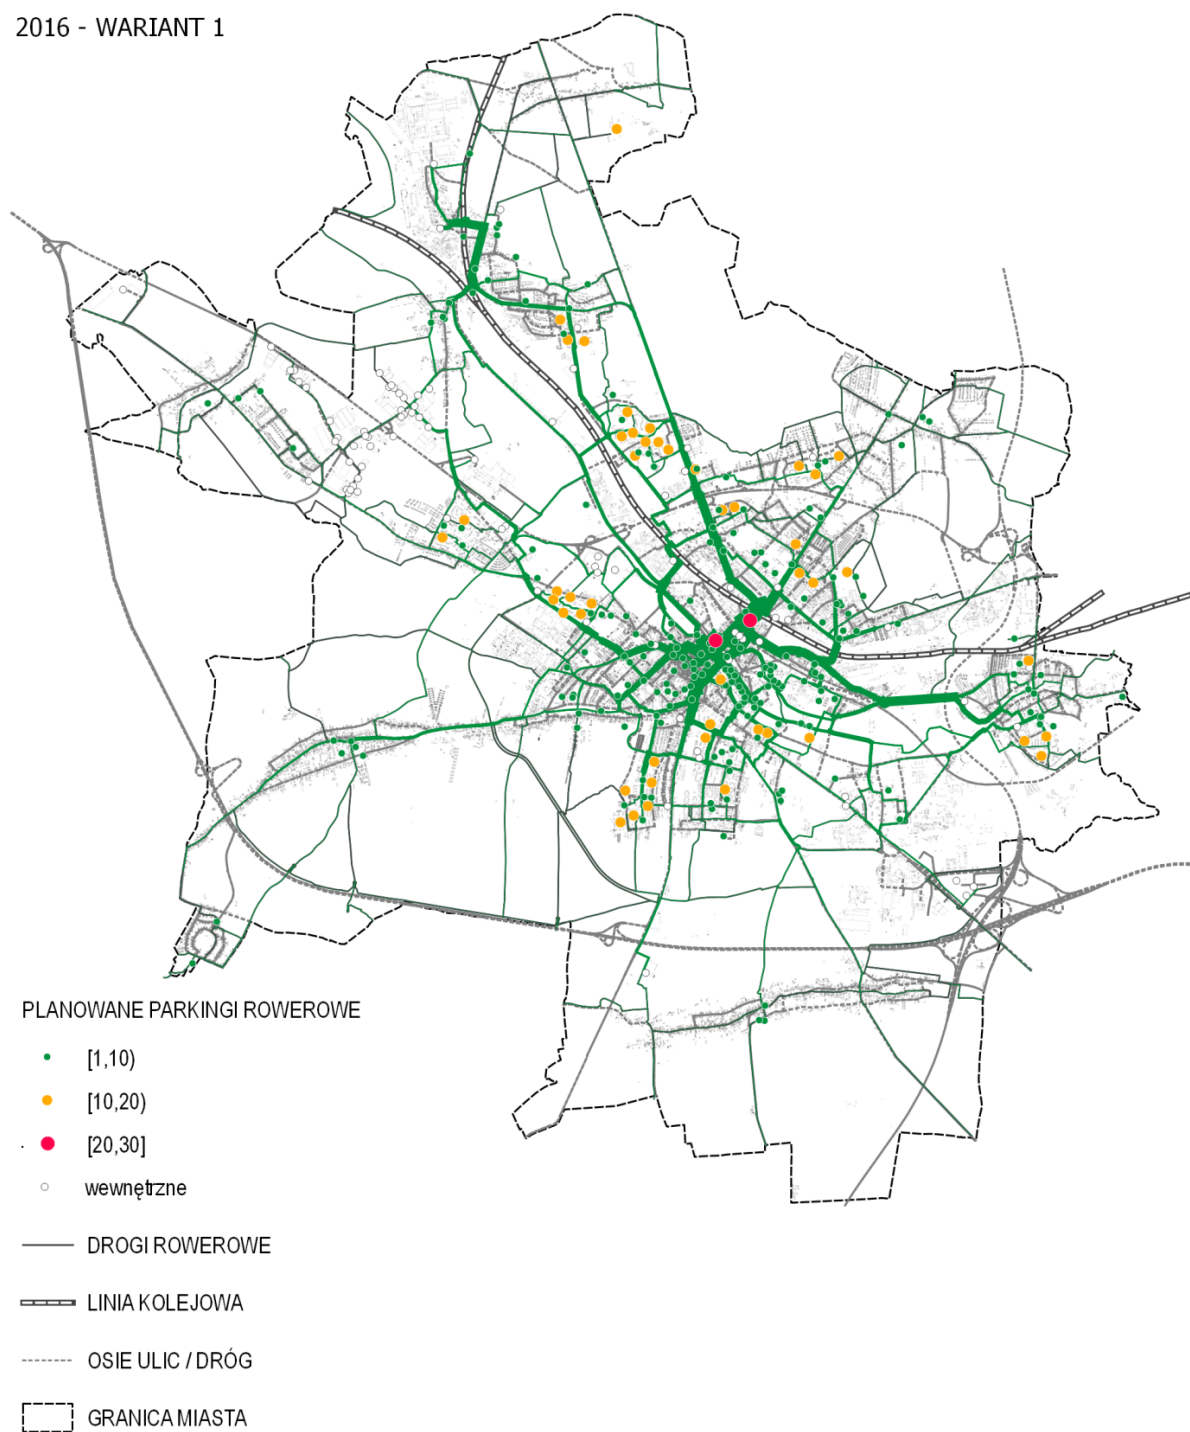 2016 - WARIANT 1
PLANOWANE PARKINGI ROWEROWE
[1,10)
[10,20)
[20,30]
wewnętrzne
DROGI ROWEROWE
LINIA KOLEJOWA
OSIE ULIC / DRÓG
GRANICA MIASTA